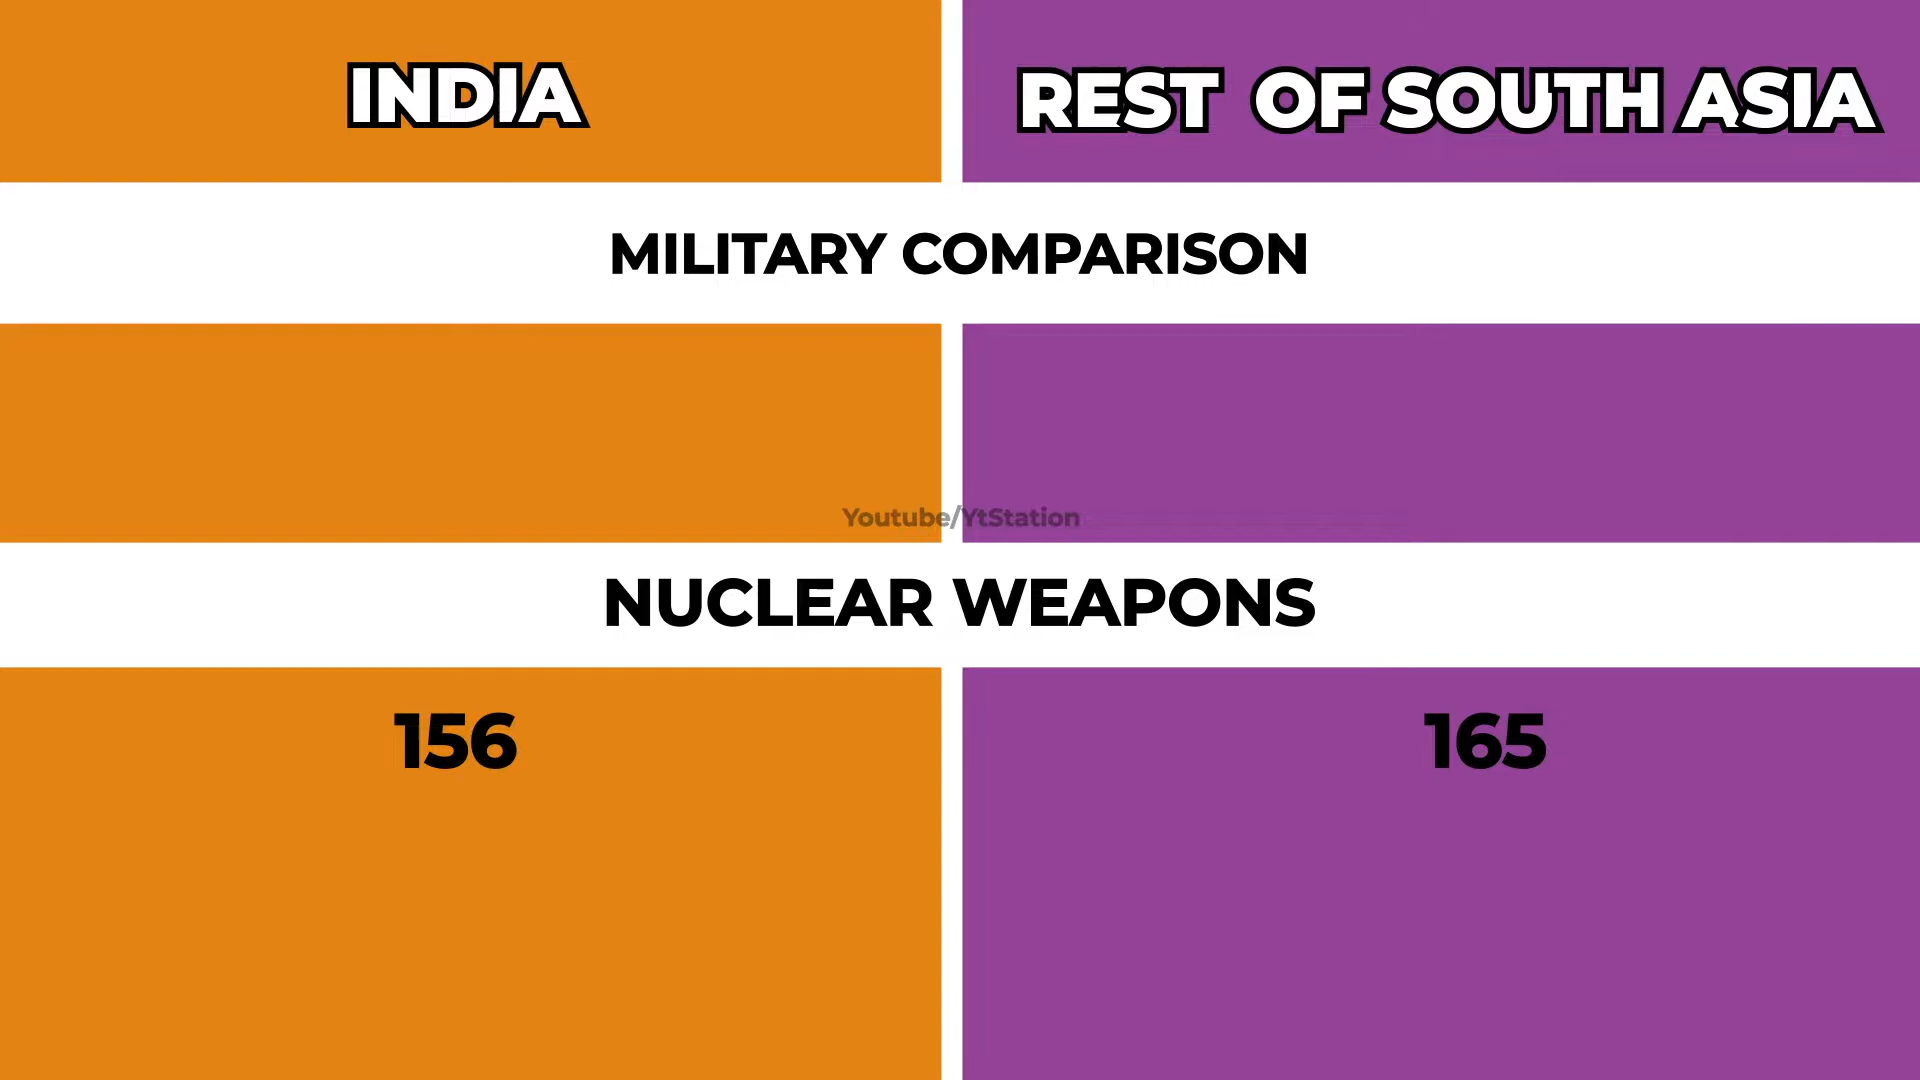 INDIA
REST OF SOUTH ASIA
MILITARY COMPARISON
Youtube/YtStation
NUCLEAR WEAPONS
156
165